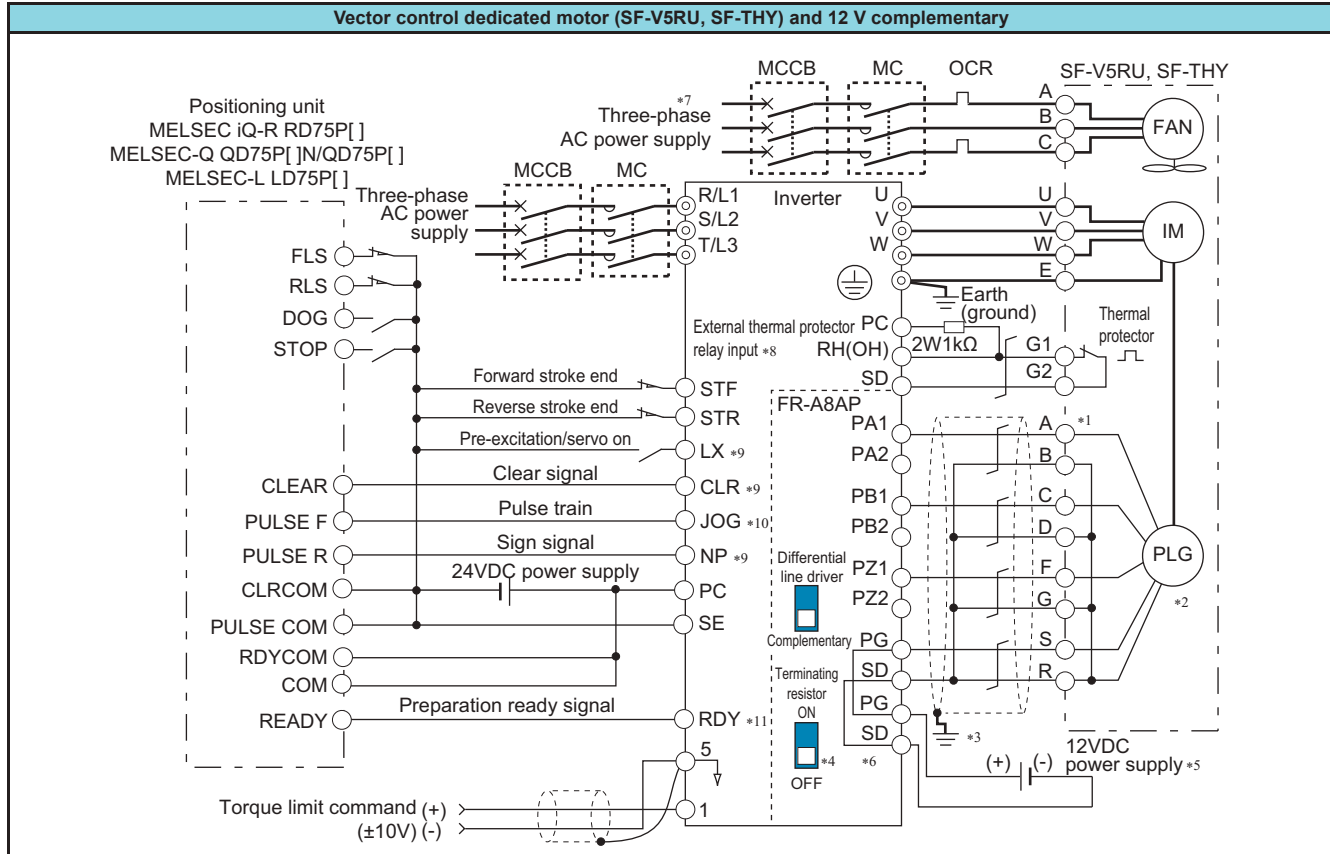 Vector control dedicated motor (SF-V5RU, SF-THY) and 12 V complementary
MCCB
MC
OCR
SF-V5RU, SF-THY
Positioning unit
MELSEC iQ-R RD75P[ ]
MELSEC-Q QD75P[ ]N/QD75P[ ]
MELSEC-L LD75P[ ]
*7
Three-phase
AC power supply
A
B
C
FAN
MCCB
MC
Three-phase
AC power
supply
R/L1
S/L2
T/L3
Inverter
U
V
W
U
V
W
E
IM
Earth
(ground)
FLS
RLS
DOG
STOP
External thermal protector
relay input *8
PC
RH(OH)
SD
2W1kΩ
G1
G2
Thermal
protector
Forward stroke end
STF
Reverse stroke end
STR
Pre-excitation/servo on
LX *9
CLEAR
Clear signal
CLR *9
PULSE F
Pulse train
JOG *10
PULSE R
Sign signal
NP *9
CLRCOM
24VDC power supply
PC
PULSE COM
SE
RDYCOM
COM
READY
Preparation ready signal
RDY *11
5
1
Torque limit command (+)
(±10V) (-)
FR-A8AP
PA1
PA2
PB1
PB2
PZ1
PZ2
PG
SD
PG
SD
*6
Differential
line driver
Complementary
Terminating
resistor
ON
*4
OFF
A *1
B
C
D
F
G
S
R
PLG
*2
*3
(+)
(-)
12VDC
power supply *5